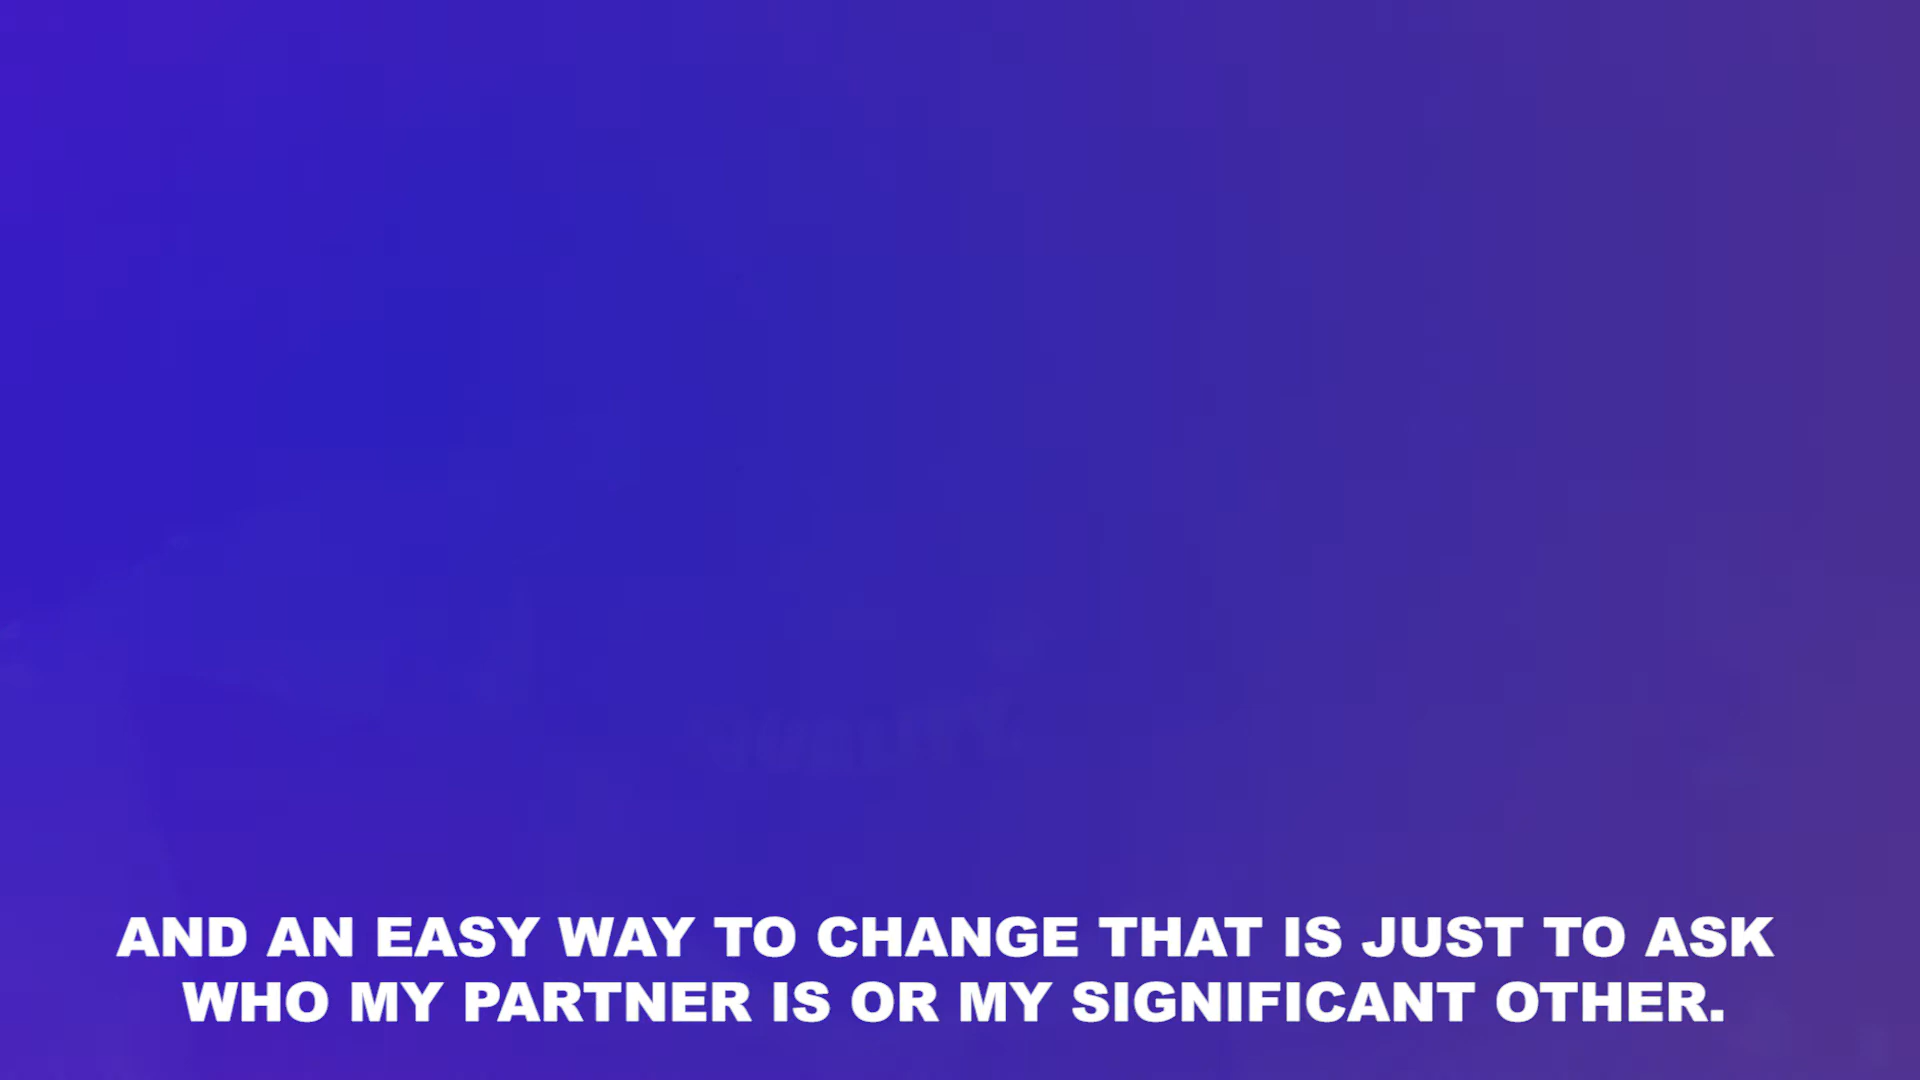 AND AN EASY WAY TO CHANGE THAT IS JUST TO ASK
WHO MY PARTNER IS OR MY SIGNIFICANT OTHER.